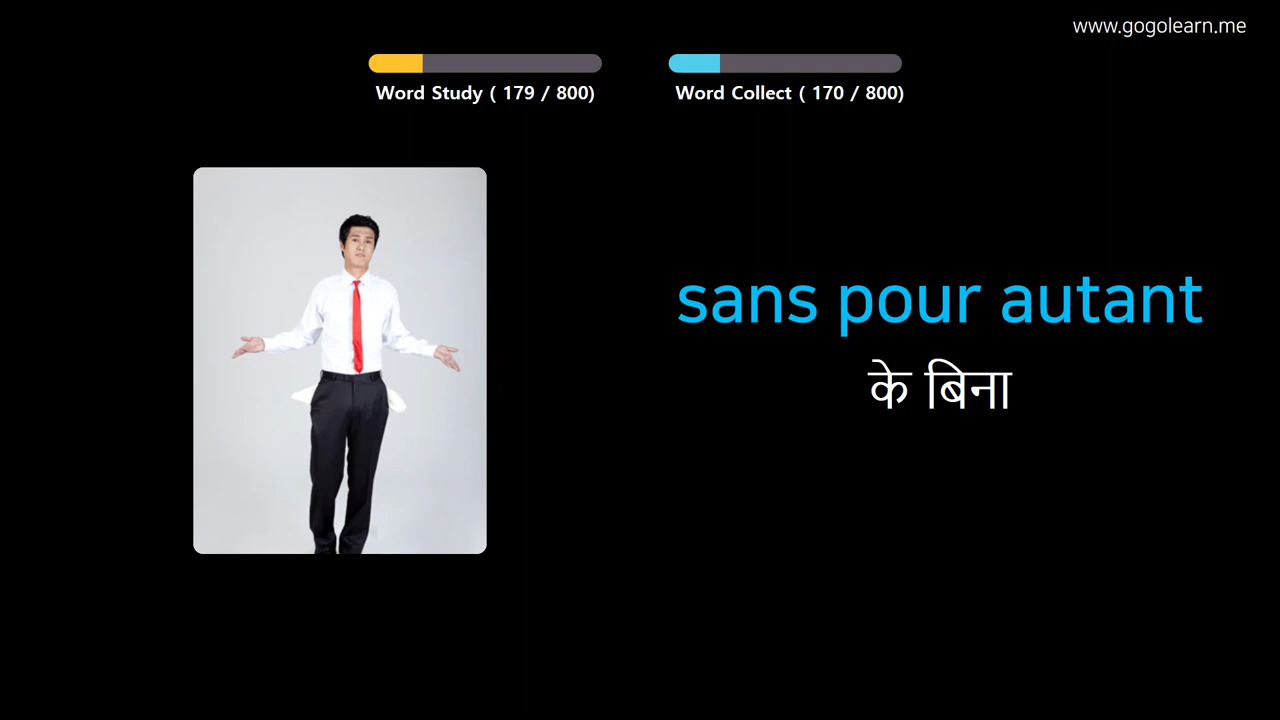 www.gogolearn.me
Word Study ( 179 / 800)
Word Collect ( 170 / 800)
sans pour autant
के बिना